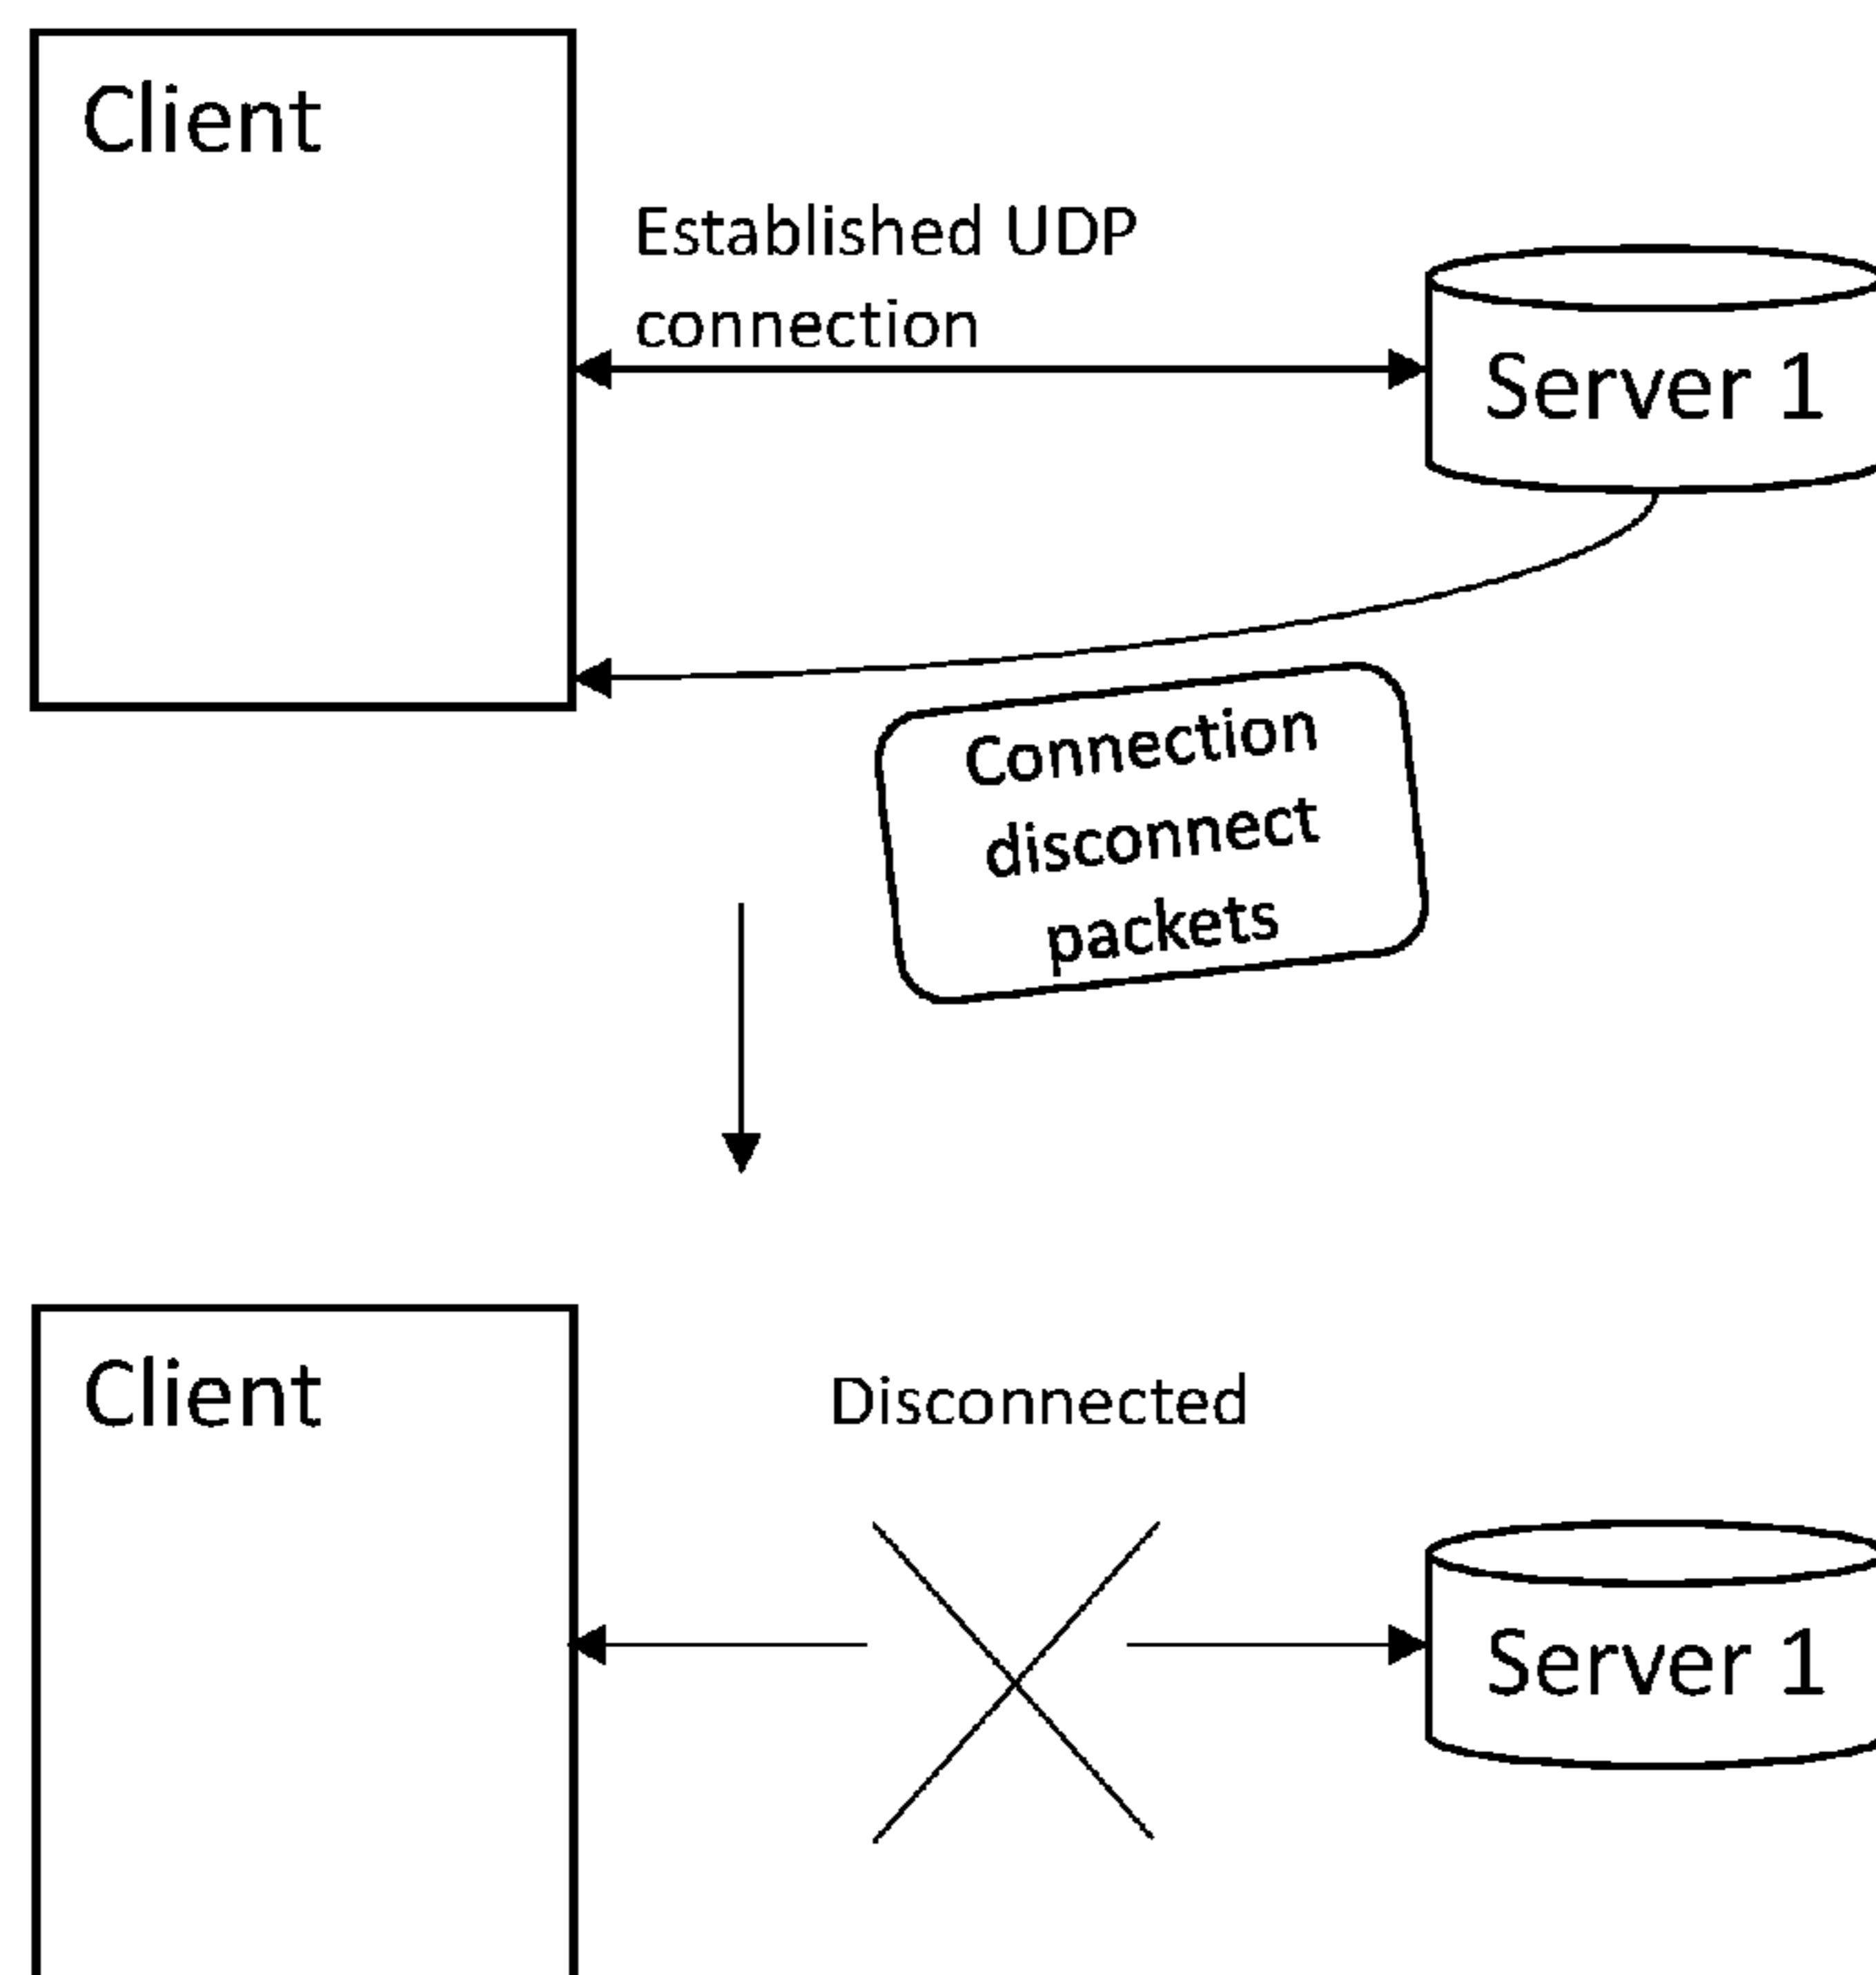 Client
Established UDP
connection
Server 1
Connection
disconnect
packets
Client
Disconnected
Server 1